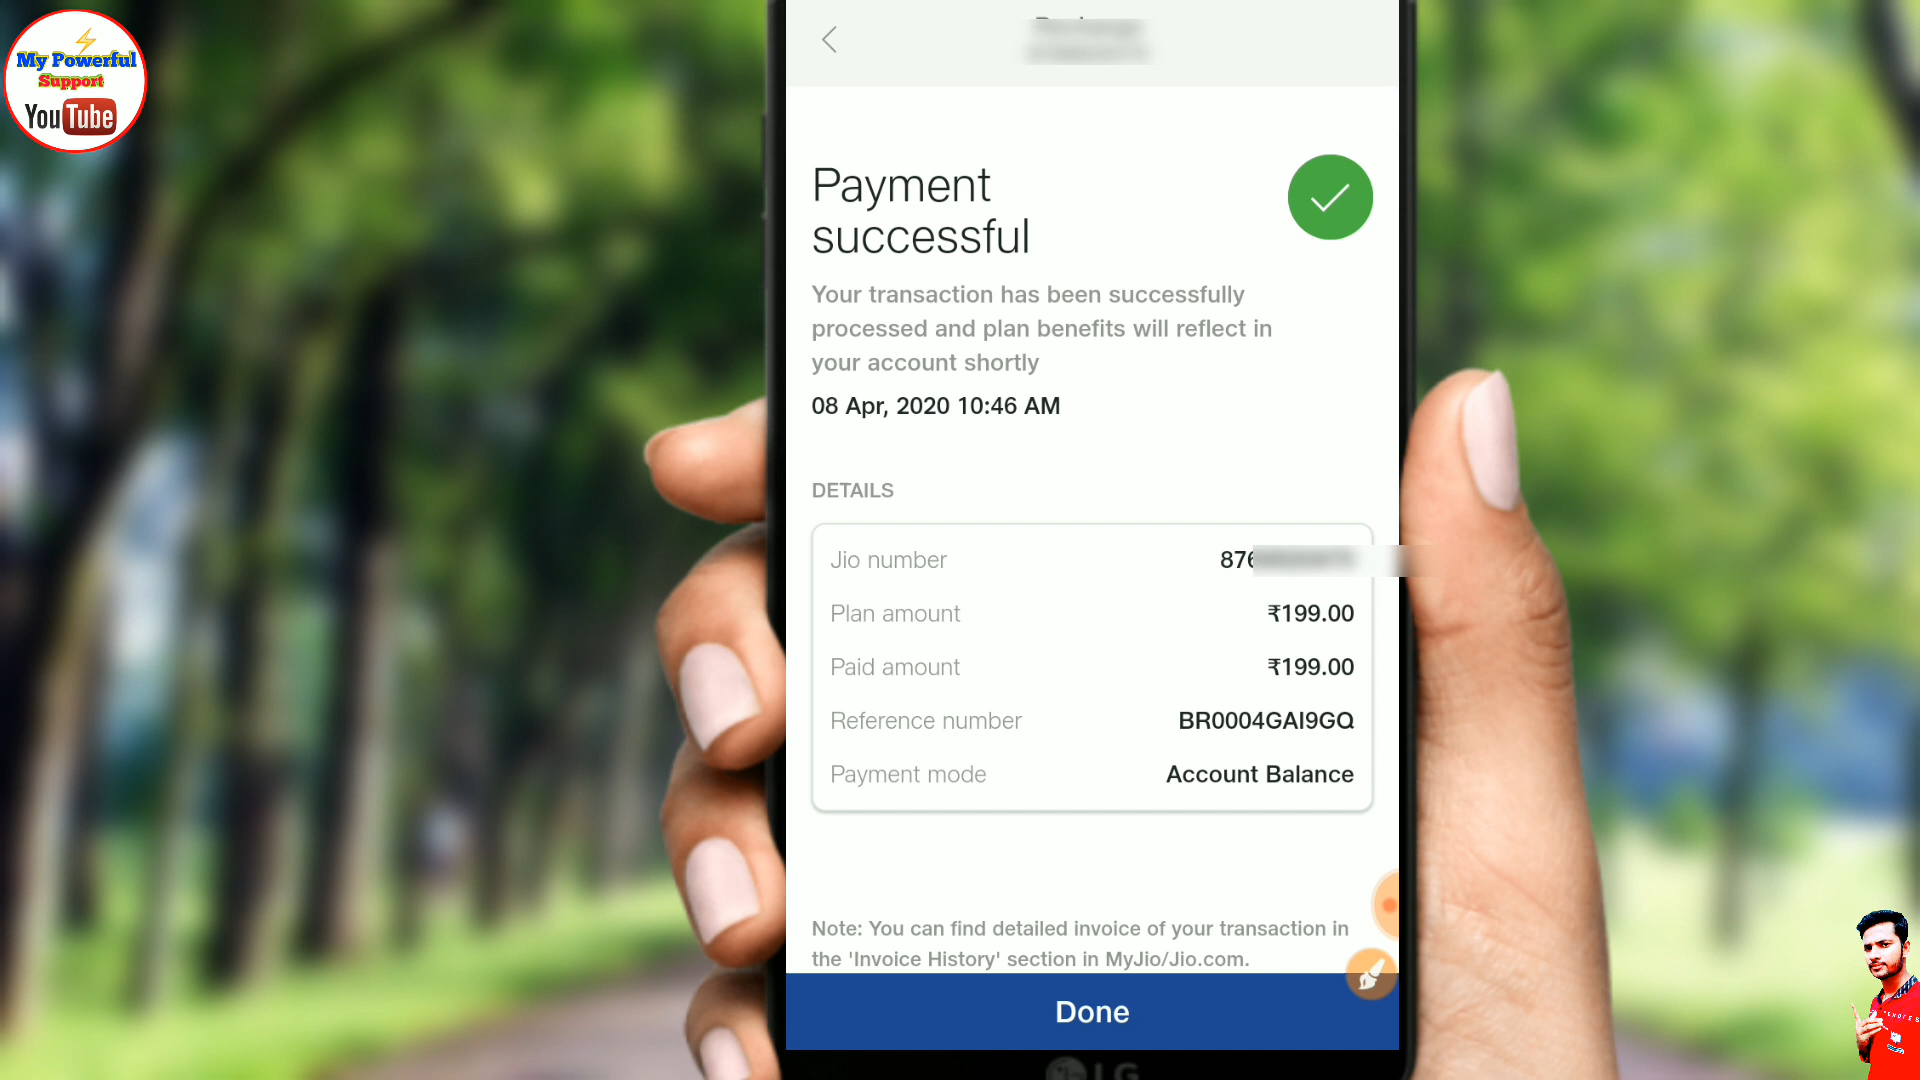 My Powerful
Support
YouTube
Payment
successful
Your transaction has been successfully
processed and plan benefits will reflect in
your account shortly
08 Apr, 2020 10:46 AM
DETAILS
Jio number 876
Plan amount ₹199.00
Paid amount ₹199.00
Reference number BR0004GAI9GQ
Payment mode Account Balance
Note: You can find detailed invoice of your transaction in
the 'Invoice History' section in MyJio/Jio.com.
Done
LG